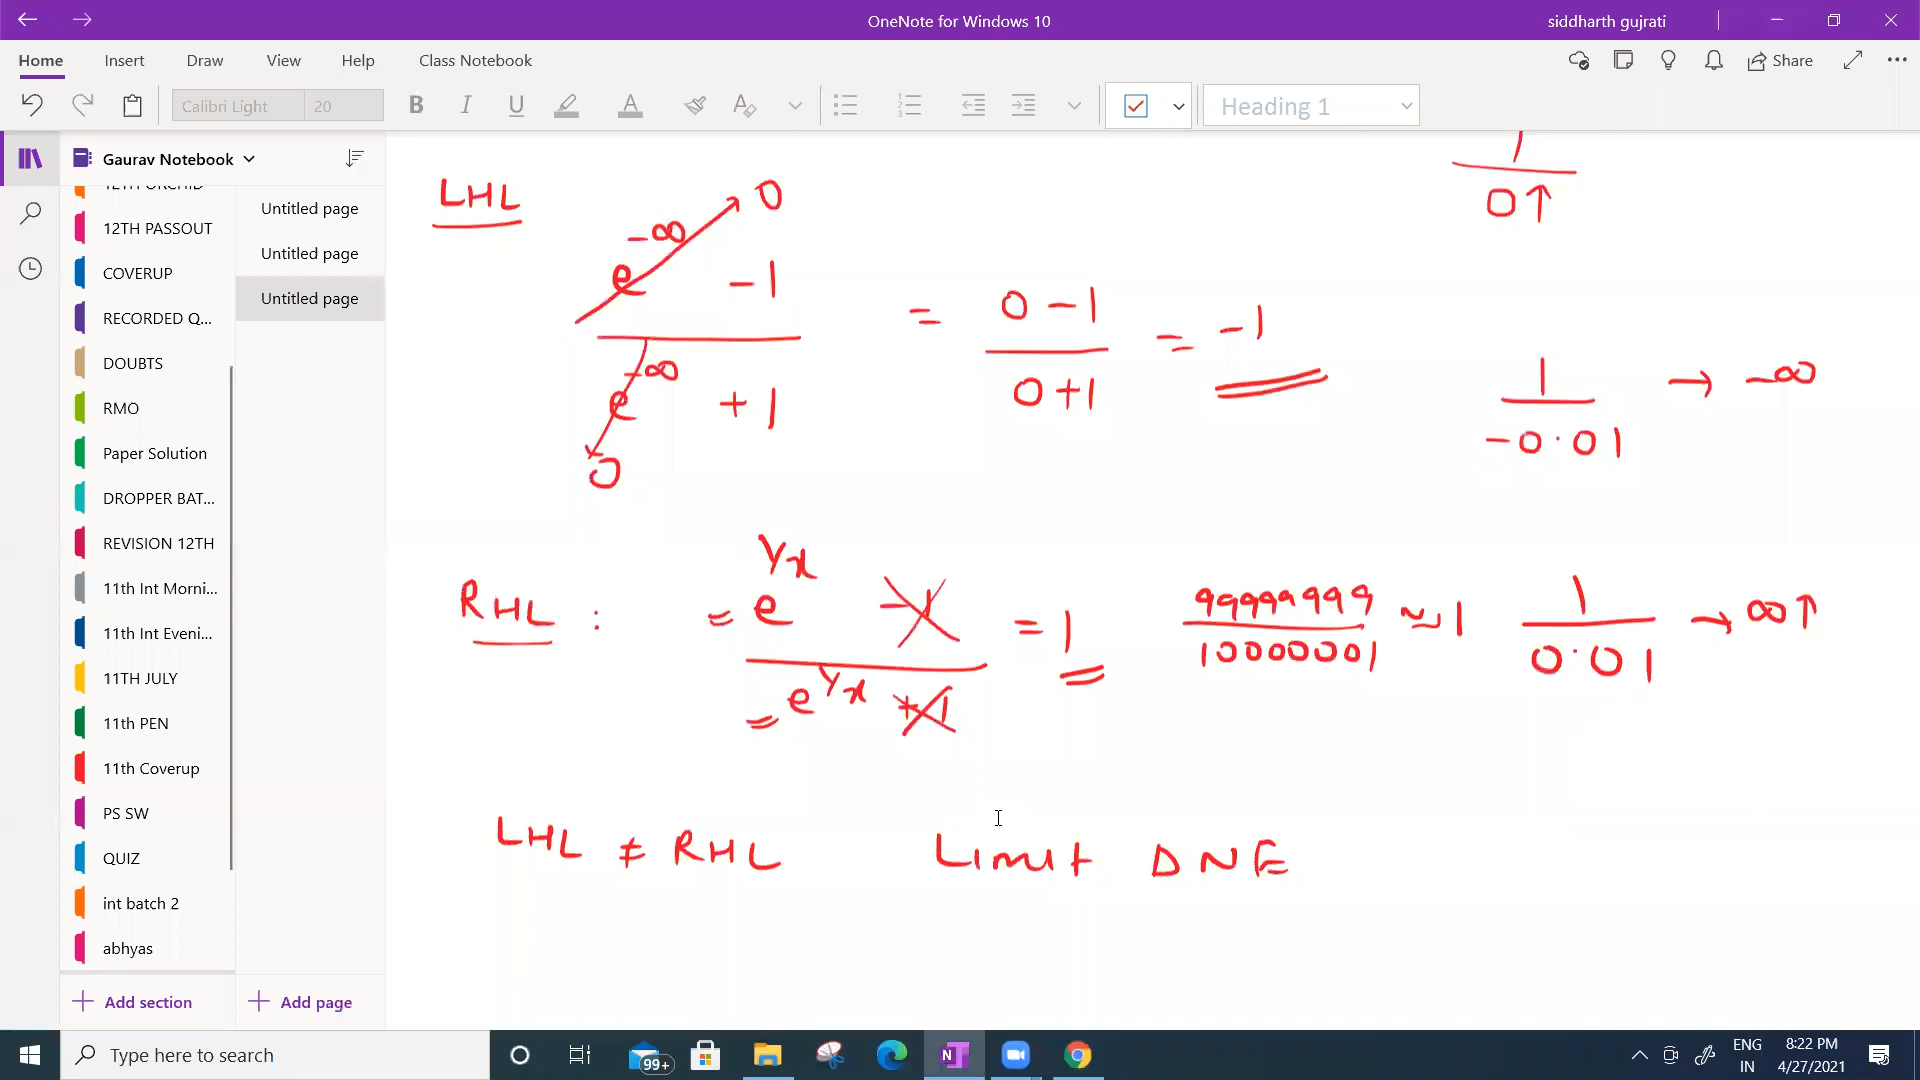 OneNote for Windows 10
siddharth gujrati
Home Insert Draw View Help Class Notebook
Share
Calibri Light 20
B I U A A
Heading 1
Gaurav Notebook
12TH ORCHID
12TH PASSOUT
COVERUP
RECORDED Q...
DOUBTS
RMO
Paper Solution
DROPPER BAT...
REVISION 12TH
11th Int Morni...
11th Int Eveni...
11TH JULY
11th PEN
11th Coverup
PS SW
QUIZ
int batch 2
abhyas
Add section
Untitled page
Untitled page
Untitled page
Add page
1
0↑
LHL
e^-∞ → 0 - 1
e^-∞ → 0 + 1
= 0 - 1 / 0 + 1 = -1
1 / -0.01 → -∞
RHL : = e^1/x - 1 / = e^1/x + 1 = 1
99999999 / 10000001 ≈ 1
1 / 0.01 → ∞↑
LHL ≠ RHL Limit DNE
Type here to search
99+
N
ENG
IN
8:22 PM
4/27/2021